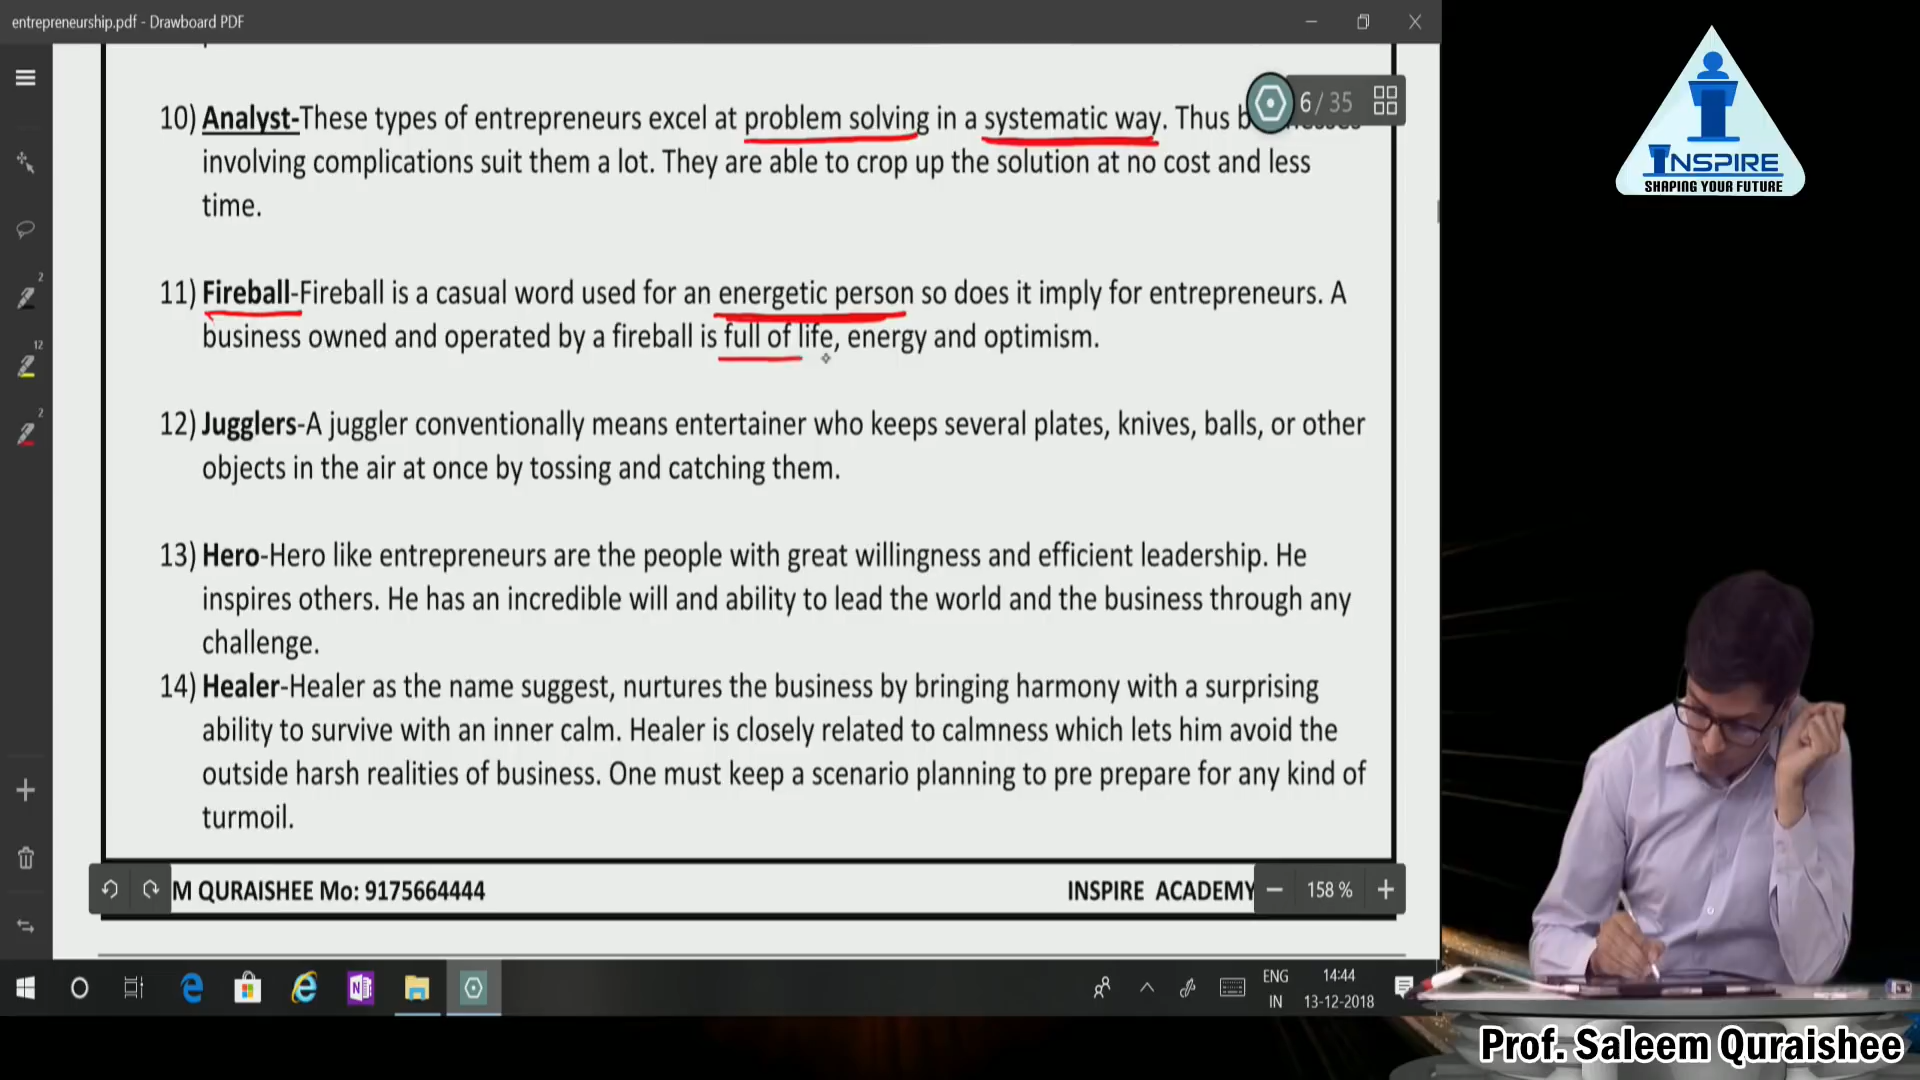 entrepreneurship.pdf - Drawboard PDF
10) Analyst-These types of entrepreneurs excel at problem solving in a systematic way. Thus
involving complications suit them a lot. They are able to crop up the solution at no cost and less
time.
11) Fireball-Fireball is a casual word used for an energetic person so does it imply for entrepreneurs. A
business owned and operated by a fireball is full of life, energy and optimism.
12) Jugglers-A juggler conventionally means entertainer who keeps several plates, knives, balls, or other
objects in the air at once by tossing and catching them.
13) Hero-Hero like entrepreneurs are the people with great willingness and efficient leadership. He
inspires others. He has an incredible will and ability to lead the world and the business through any
challenge.
14) Healer-Healer as the name suggest, nurtures the business by bringing harmony with a surprising
ability to survive with an inner calm. Healer is closely related to calmness which lets him avoid the
outside harsh realities of business. One must keep a scenario planning to pre prepare for any kind of
turmoil.
M QURAISHEE Mo: 9175664444
INSPIRE ACADEMY
6 / 35
158 %
2
12
2
ENG
IN
14:44
13-12-2018
INSPIRE
SHAPING YOUR FUTURE
Prof. Saleem Quraishee